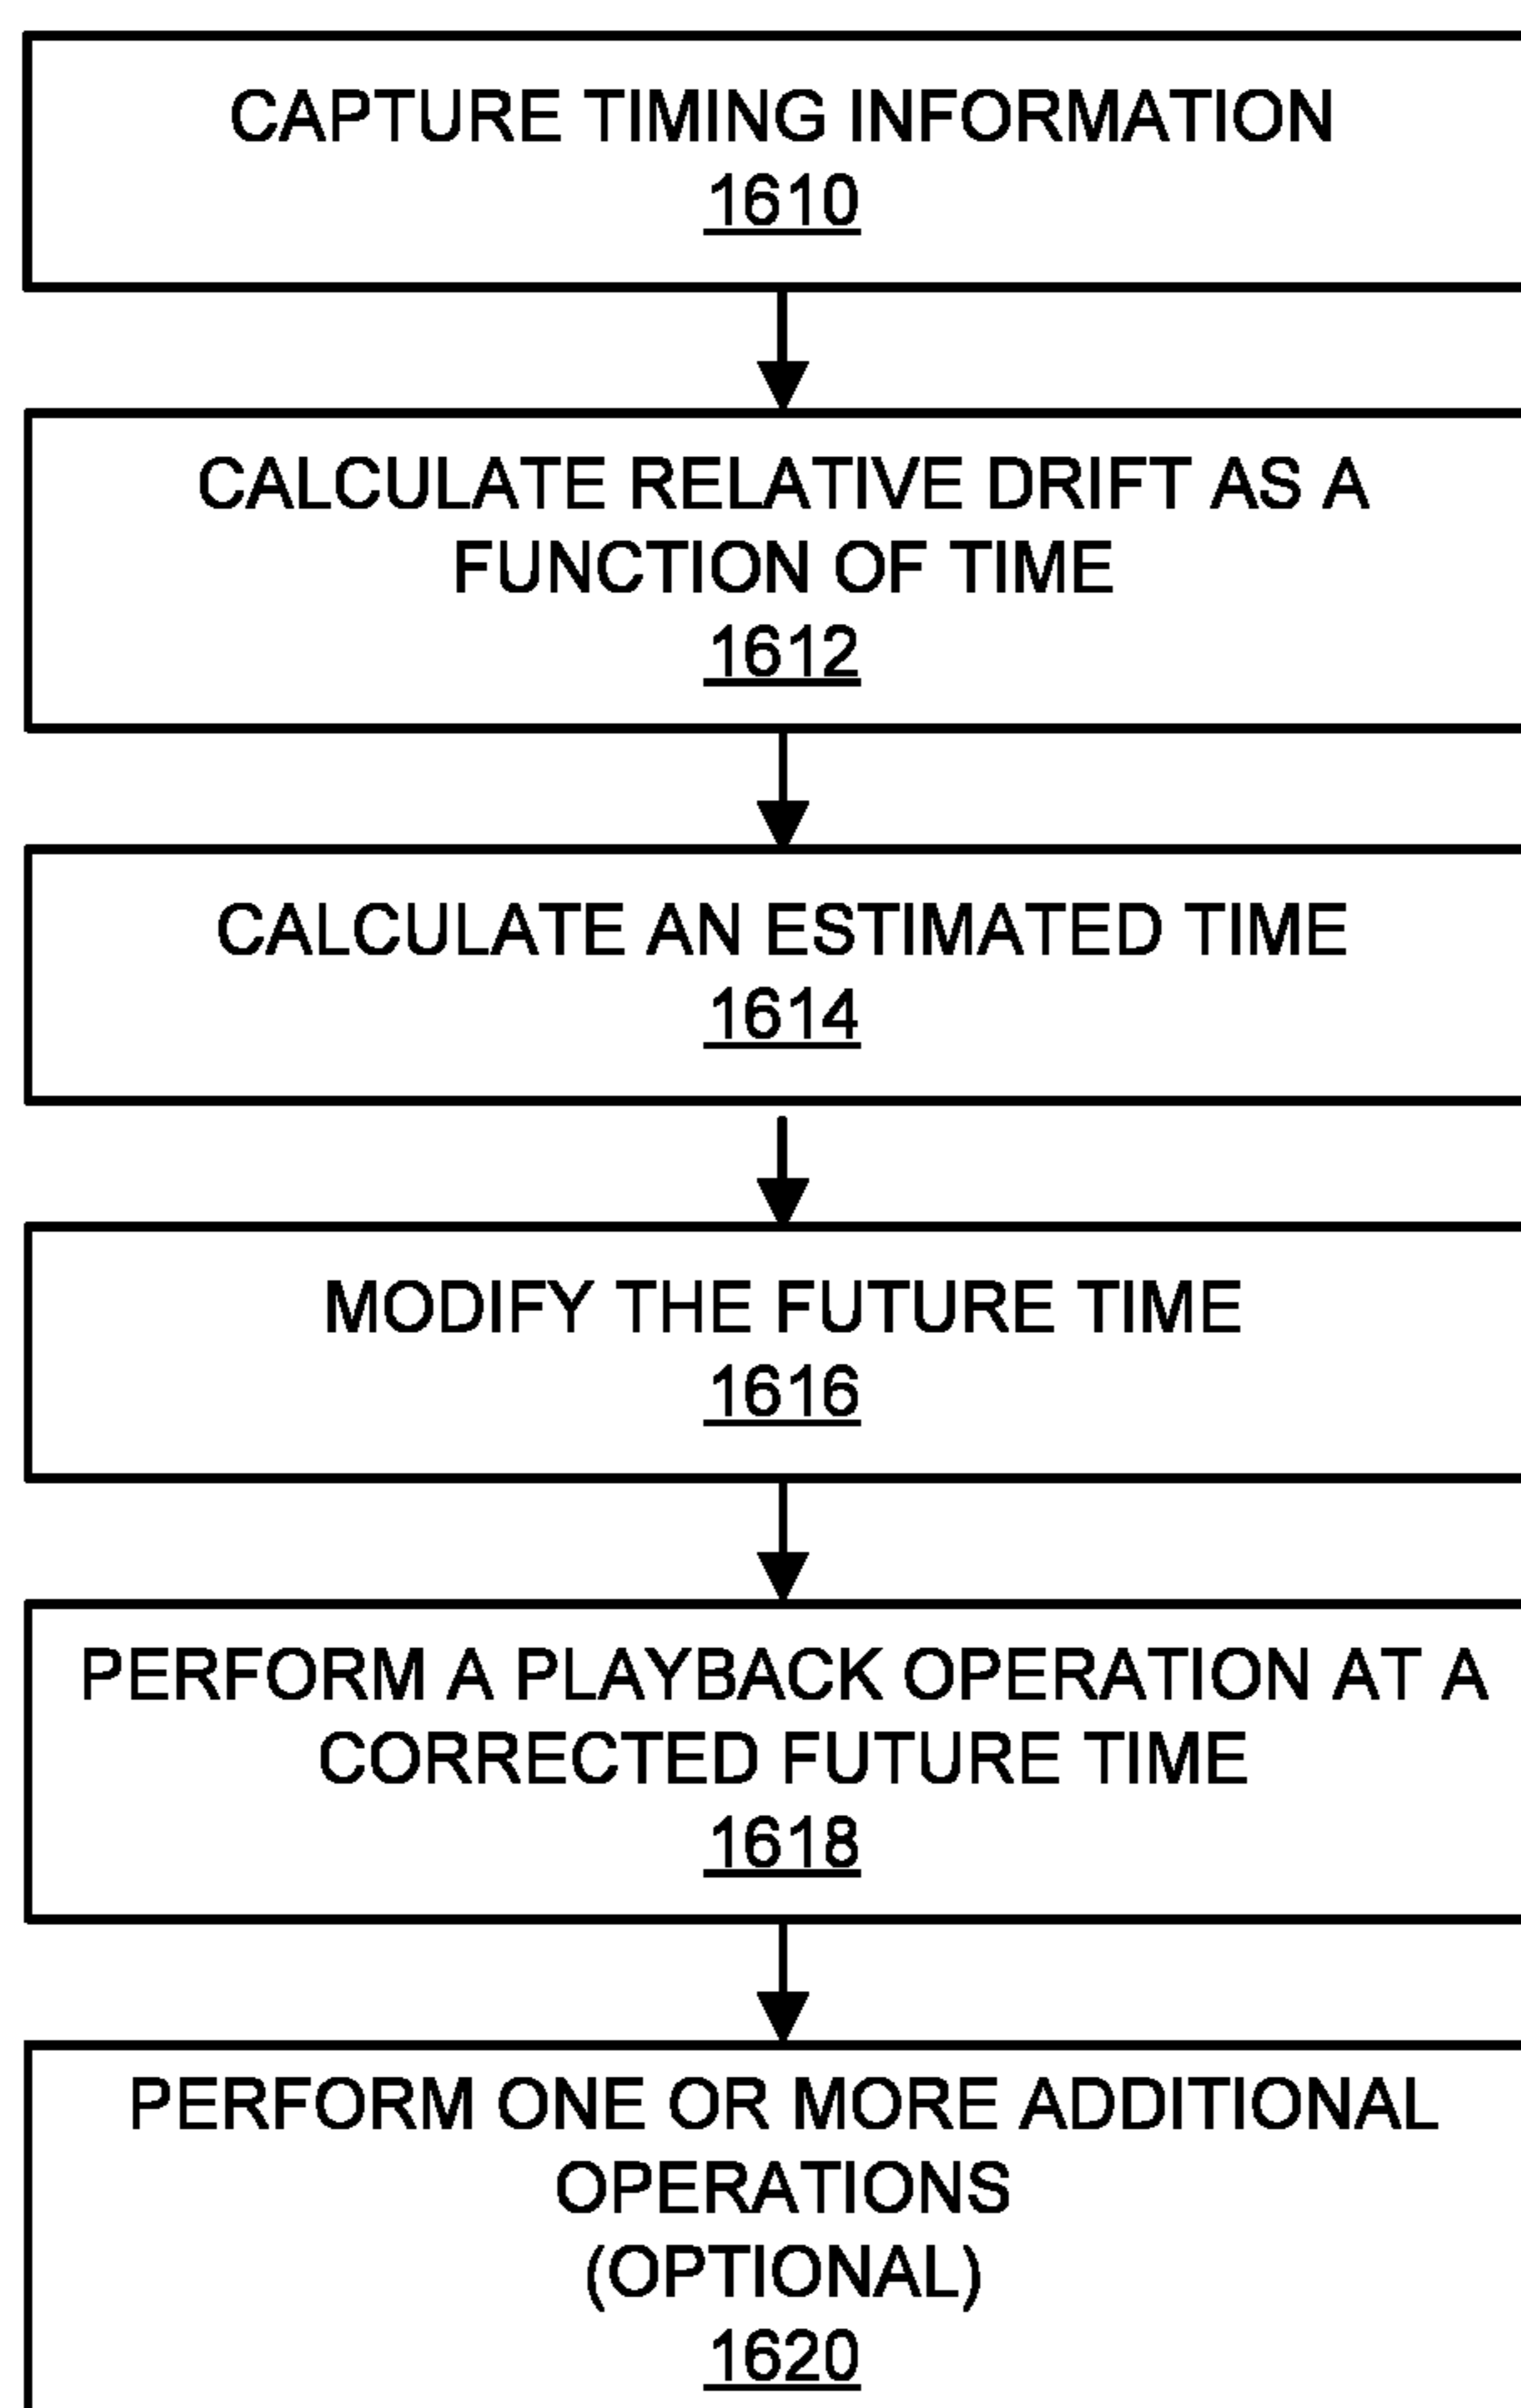 CAPTURE TIMING INFORMATION
1610
CALCULATE RELATIVE DRIFT AS A
FUNCTION OF TIME
1612
CALCULATE AN ESTIMATED TIME
1614
MODIFY THE FUTURE TIME
1616
PERFORM A PLAYBACK OPERATION AT A
CORRECTED FUTURE TIME
1618
PERFORM ONE OR MORE ADDITIONAL
OPERATIONS
(OPTIONAL)
1620